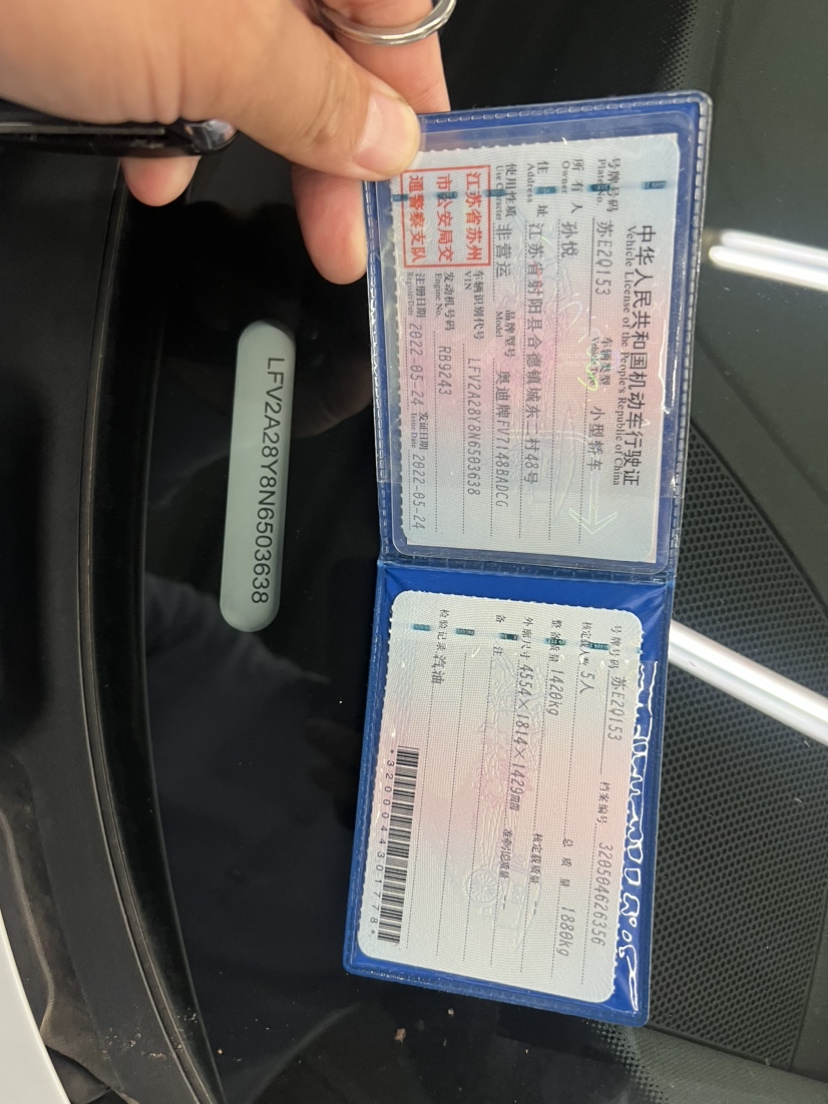 中华人民共和国机动车行驶证
Vehicle License of the People's Republic of China
号牌号码 苏E2Q153 车辆类型 小型轿车
Plate No. Vehicle Type
所有人 孙悦
Owner
住址 江苏省射阳县合德镇城东二村48号
Address
使用性质 非营运 品牌型号 奥迪牌FV7148BADCG
Use Character Model
江苏省苏州
市公安局交
通警察支队
车辆识别代号 LFV2A28Y8N6503638
VIN
发动机号码 RB9243
Engine No.
注册日期 2022-05-24 发证日期 2022-05-24
Register Date Issue Date
号牌号码 苏E2Q153 档案编号 320504626356
核定载人数 5人 总质量 1880kg
整备质量 1420kg 核定载质量 --
外廓尺寸 4554×1814×1429mm 准牵引总质量 --
备注
检验记录 汽油
*3200044301778*
LFV2A28Y8N6503638